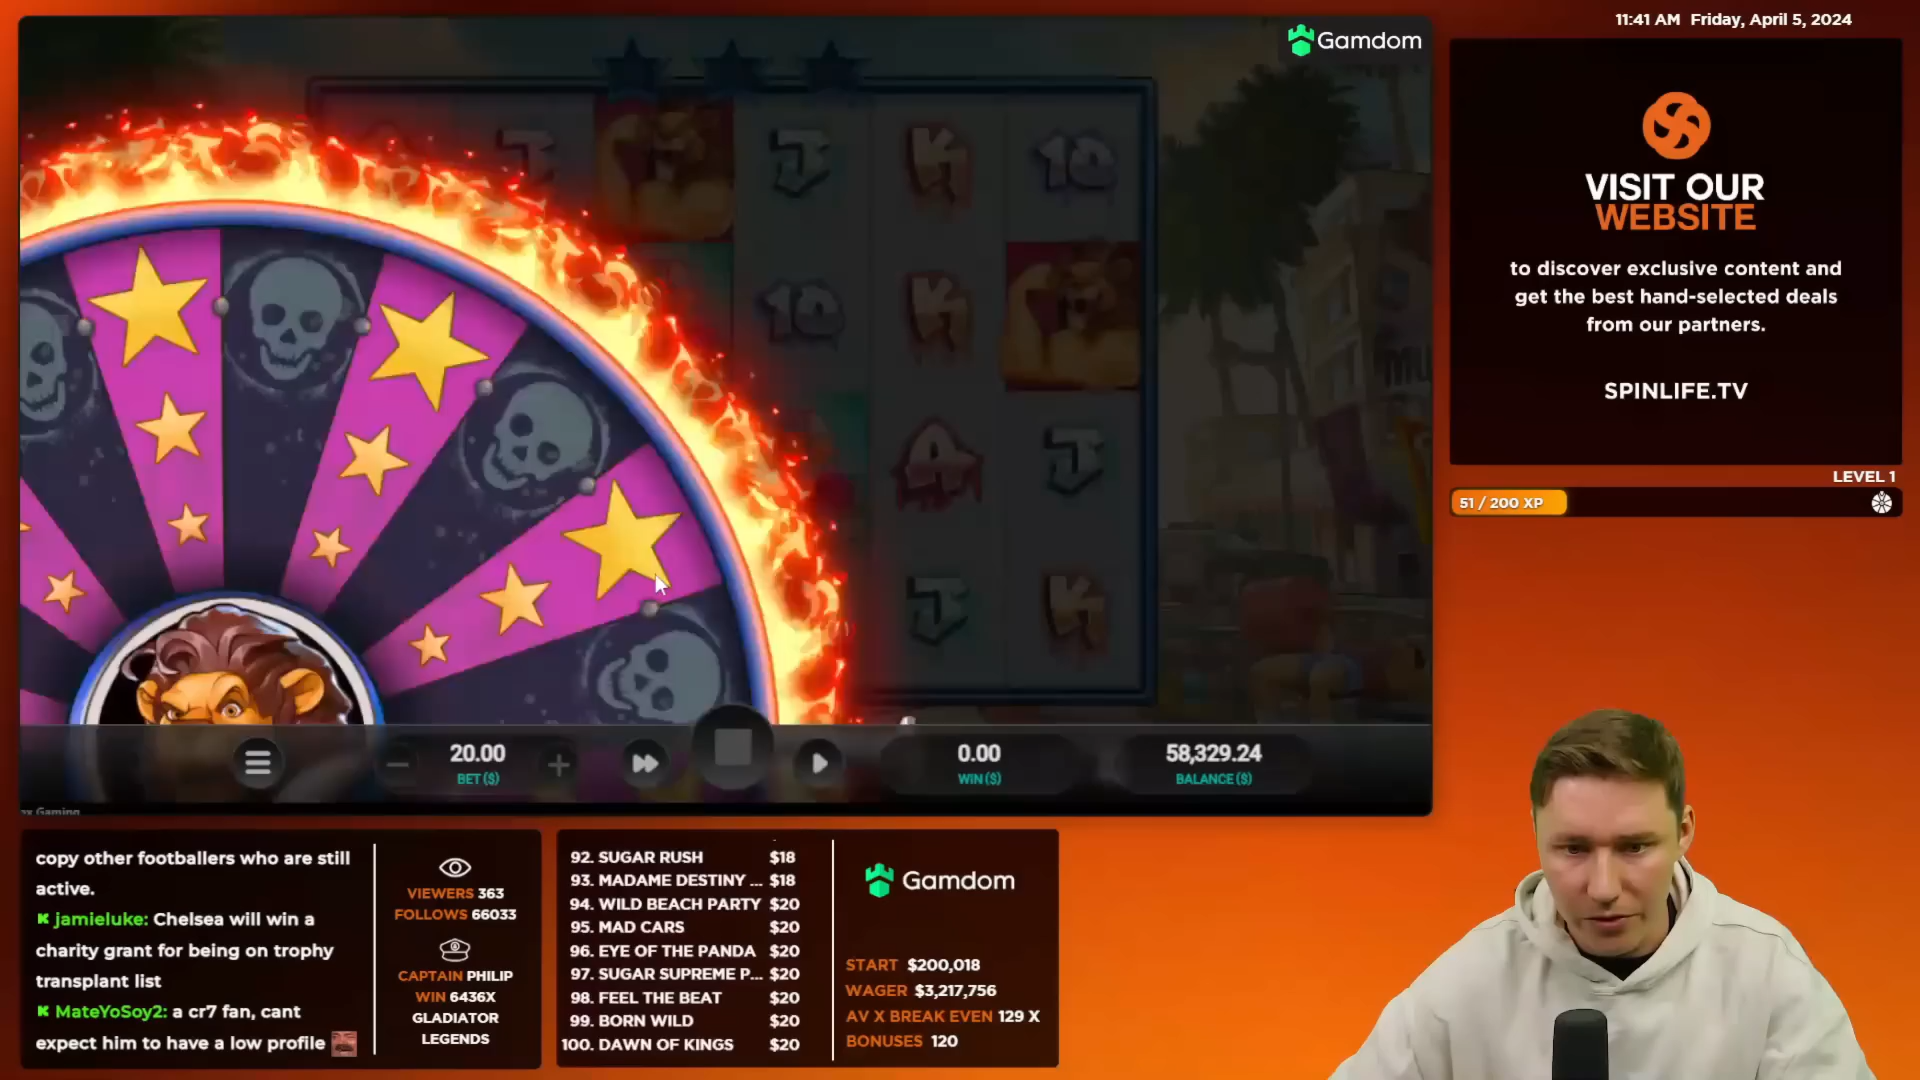 11:41 AM Friday, April 5, 2024
Gamdom
J
J
K
10
10
K
A
J
J
K
VISIT OUR
WEBSITE
to discover exclusive content and
get the best hand-selected deals
from our partners.
SPINLIFE.TV
LEVEL 1
51 / 200 XP
20.00
BET ($)
0.00
WIN ($)
58,329.24
BALANCE ($)
Gaming
copy other footballers who are still
active.
jamieluke: Chelsea will win a
charity grant for being on trophy
transplant list
MateYoSoy2: a cr7 fan, cant
expect him to have a low profile
VIEWERS 363
FOLLOWS 66033
CAPTAIN PHILIP
WIN 6436X
GLADIATOR
LEGENDS
92. SUGAR RUSH $18
93. MADAME DESTINY ... $18
94. WILD BEACH PARTY $20
95. MAD CARS $20
96. EYE OF THE PANDA $20
97. SUGAR SUPREME P... $20
98. FEEL THE BEAT $20
99. BORN WILD $20
100. DAWN OF KINGS $20
Gamdom
START $200,018
WAGER $3,217,756
AV X BREAK EVEN 129 X
BONUSES 120